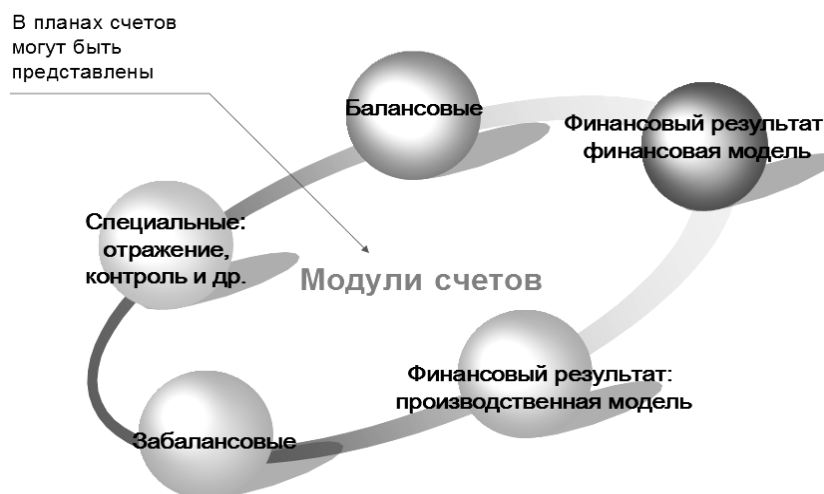 В планах счетов
могут быть
представлены
Балансовые
Финансовый результат
финансовая модель
Специальные:
отражение,
контроль и др.
Модули счетов
Финансовый результат:
производственная модель
Забалансовые